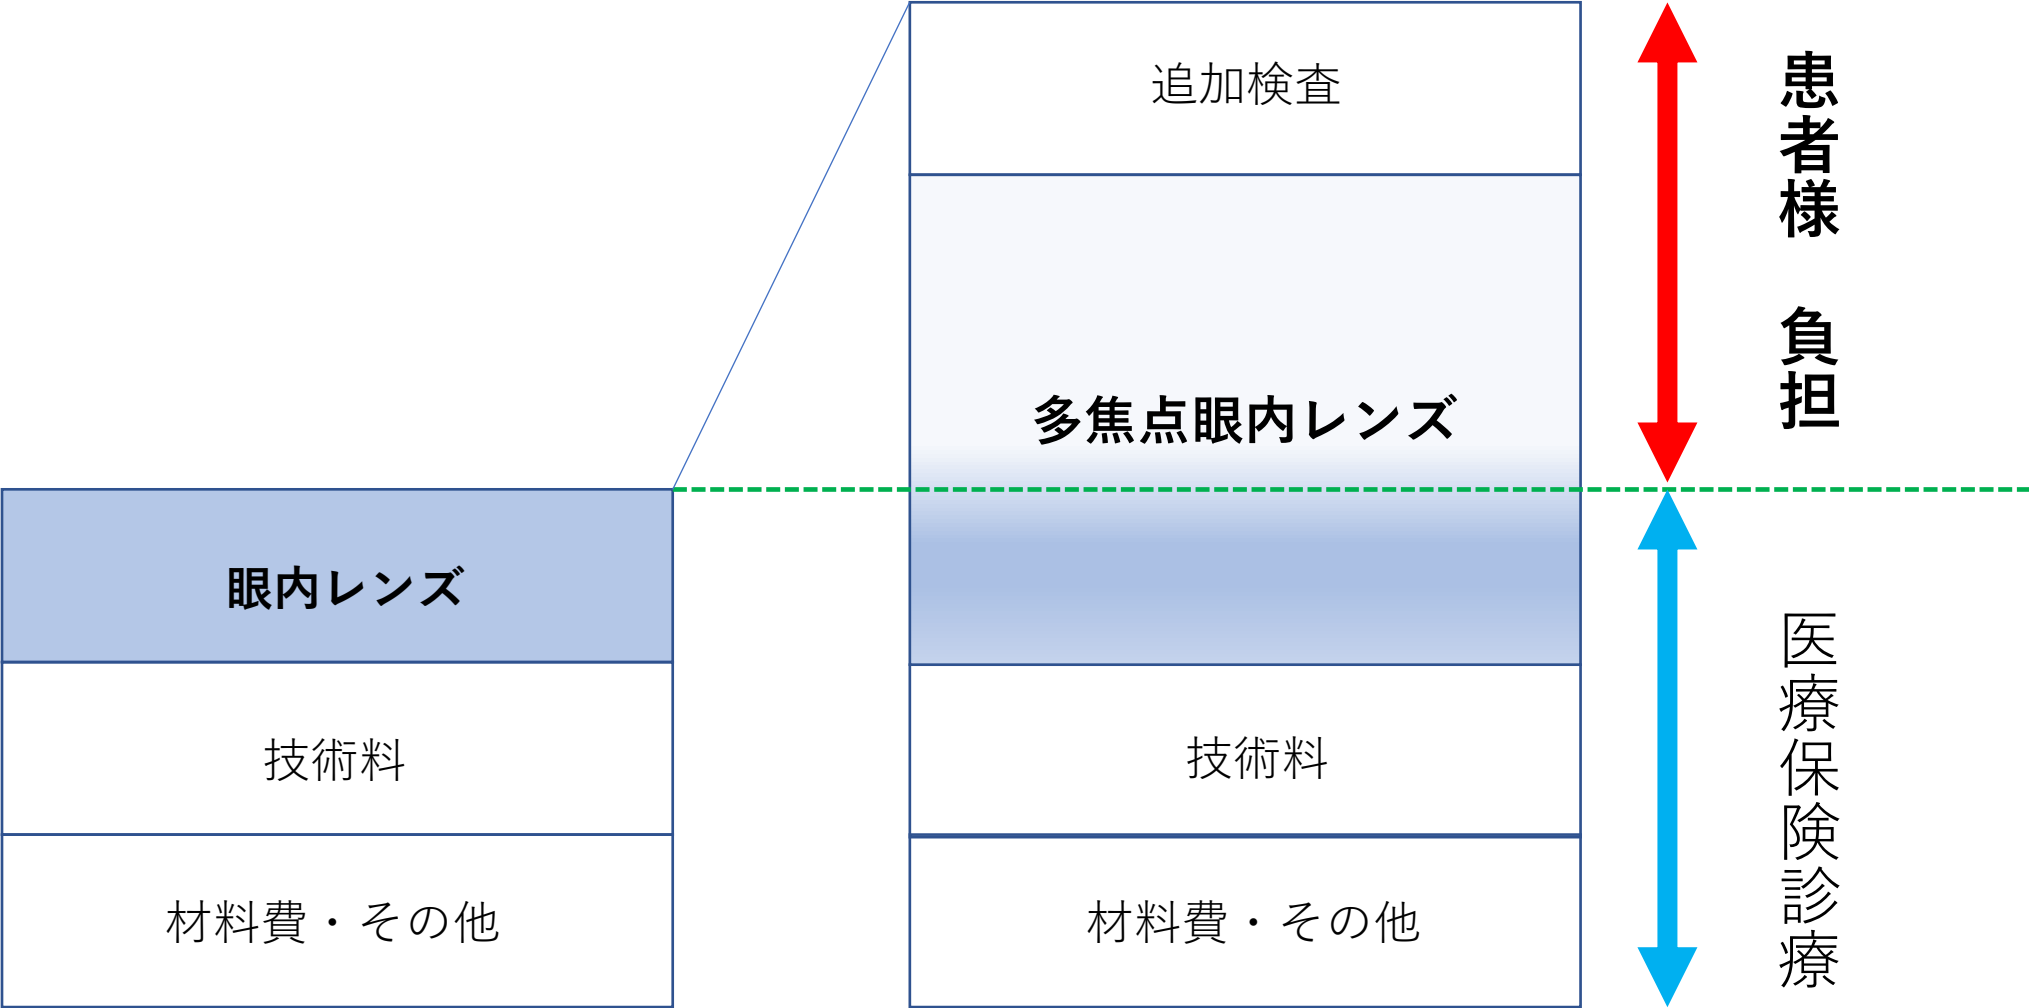 眼内レンズ
技術料
材料費・その他
追加検査
多焦点眼内レンズ
技術料
材料費・その他
患者様　負担
医療保険診療